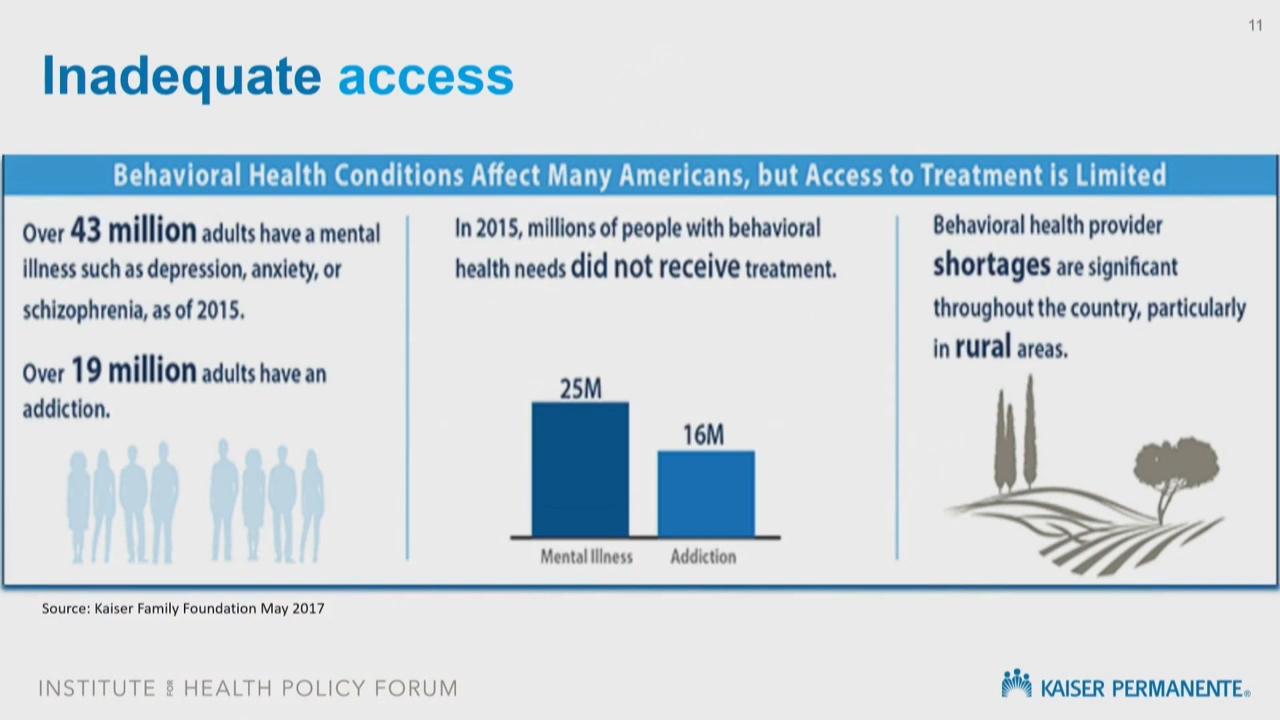 11
Inadequate access
Behavioral Health Conditions Affect Many Americans, but Access to Treatment is Limited
Over 43 million adults have a mental
illness such as depression, anxiety, or
schizophrenia, as of 2015.
Over 19 million adults have an
addiction.
In 2015, millions of people with behavioral
health needs did not receive treatment.
25M
16M
Mental Illness
Addiction
Behavioral health provider
shortages are significant
throughout the country, particularly
in rural areas.
Source: Kaiser Family Foundation May 2017
INSTITUTE FOR HEALTH POLICY FORUM
KAISER PERMANENTE®